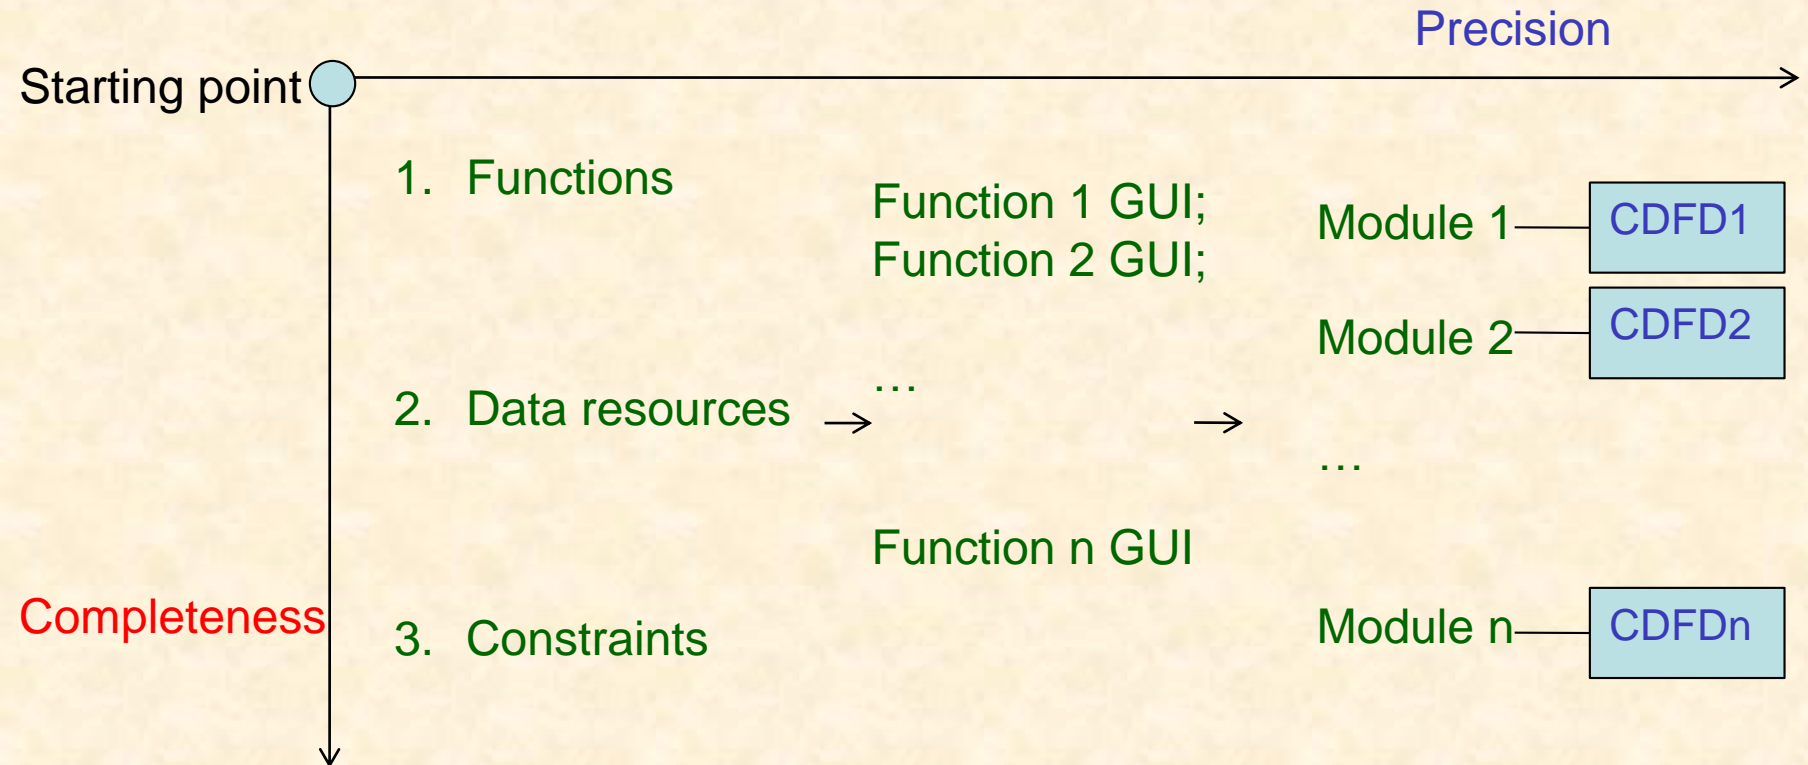 Precision
Starting point
1. Functions
Function 1 GUI;
Function 2 GUI;
Module 1
CDFD1
Module 2
CDFD2
2. Data resources
…
…
Function n GUI
Completeness
3. Constraints
Module n
CDFDn